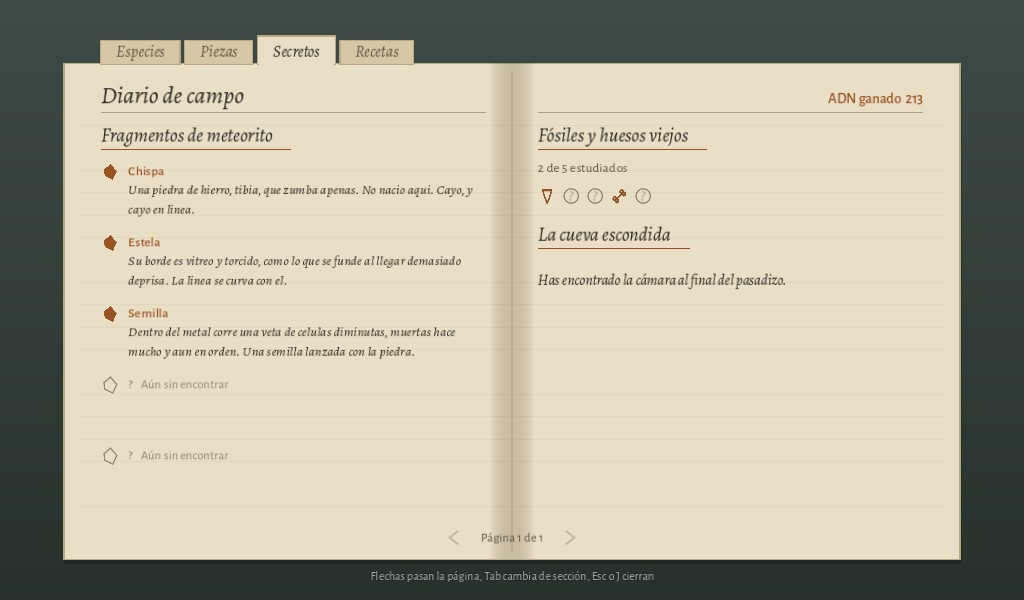 Especies
Piezas
Secretos
Recetas
Diario de campo
Fragmentos de meteorito
Chispa
Una piedra de hierro, tibia, que zumba apenas. No nacio aqui. Cayo, y
cayo en linea.
Estela
Su borde es vitreo y torcido, como lo que se funde al llegar demasiado
deprisa. La linea se curva con el.
Semilla
Dentro del metal corre una veta de celulas diminutas, muertas hace
mucho y aun en orden. Una semilla lanzada con la piedra.
? Aún sin encontrar
? Aún sin encontrar
ADN ganado 213
Fósiles y huesos viejos
2 de 5 estudiados
? ? ?
La cueva escondida
Has encontrado la cámara al final del pasadizo.
Página 1 de 1
Flechas pasan la página, Tab cambia de sección, Esc o J cierran